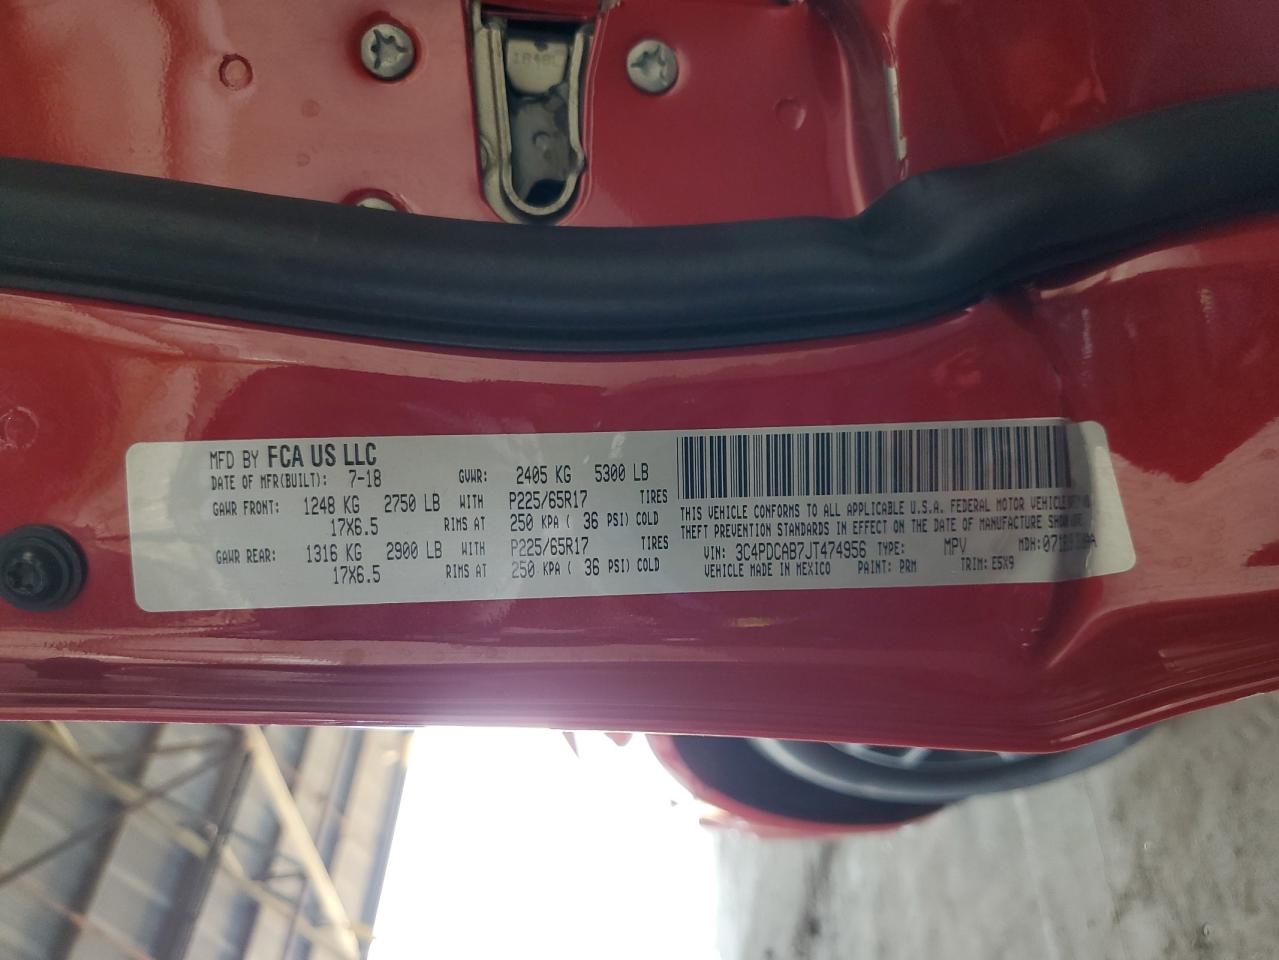 MFD BY FCA US LLC
DATE OF MFR(BUILT): 7-18 GVWR: 2405 KG 5300 LB
GAWR FRONT: 1248 KG 2750 LB WITH P225/65R17 TIRES
17X6.5 RIMS AT 250 KPA ( 36 PSI) COLD
GAWR REAR: 1316 KG 2900 LB WITH P225/65R17 TIRES
17X6.5 RIMS AT 250 KPA ( 36 PSI) COLD
THIS VEHICLE CONFORMS TO ALL APPLICABLE U.S.A. FEDERAL MOTOR VEHICLE
THEFT PREVENTION STANDARDS IN EFFECT ON THE DATE OF MANUFACTURE SHOWN
VIN: 3C4PDCAB7JT474956 TYPE: MPV MDH:
VEHICLE MADE IN MEXICO PAINT: PRM TRIM: E5X9